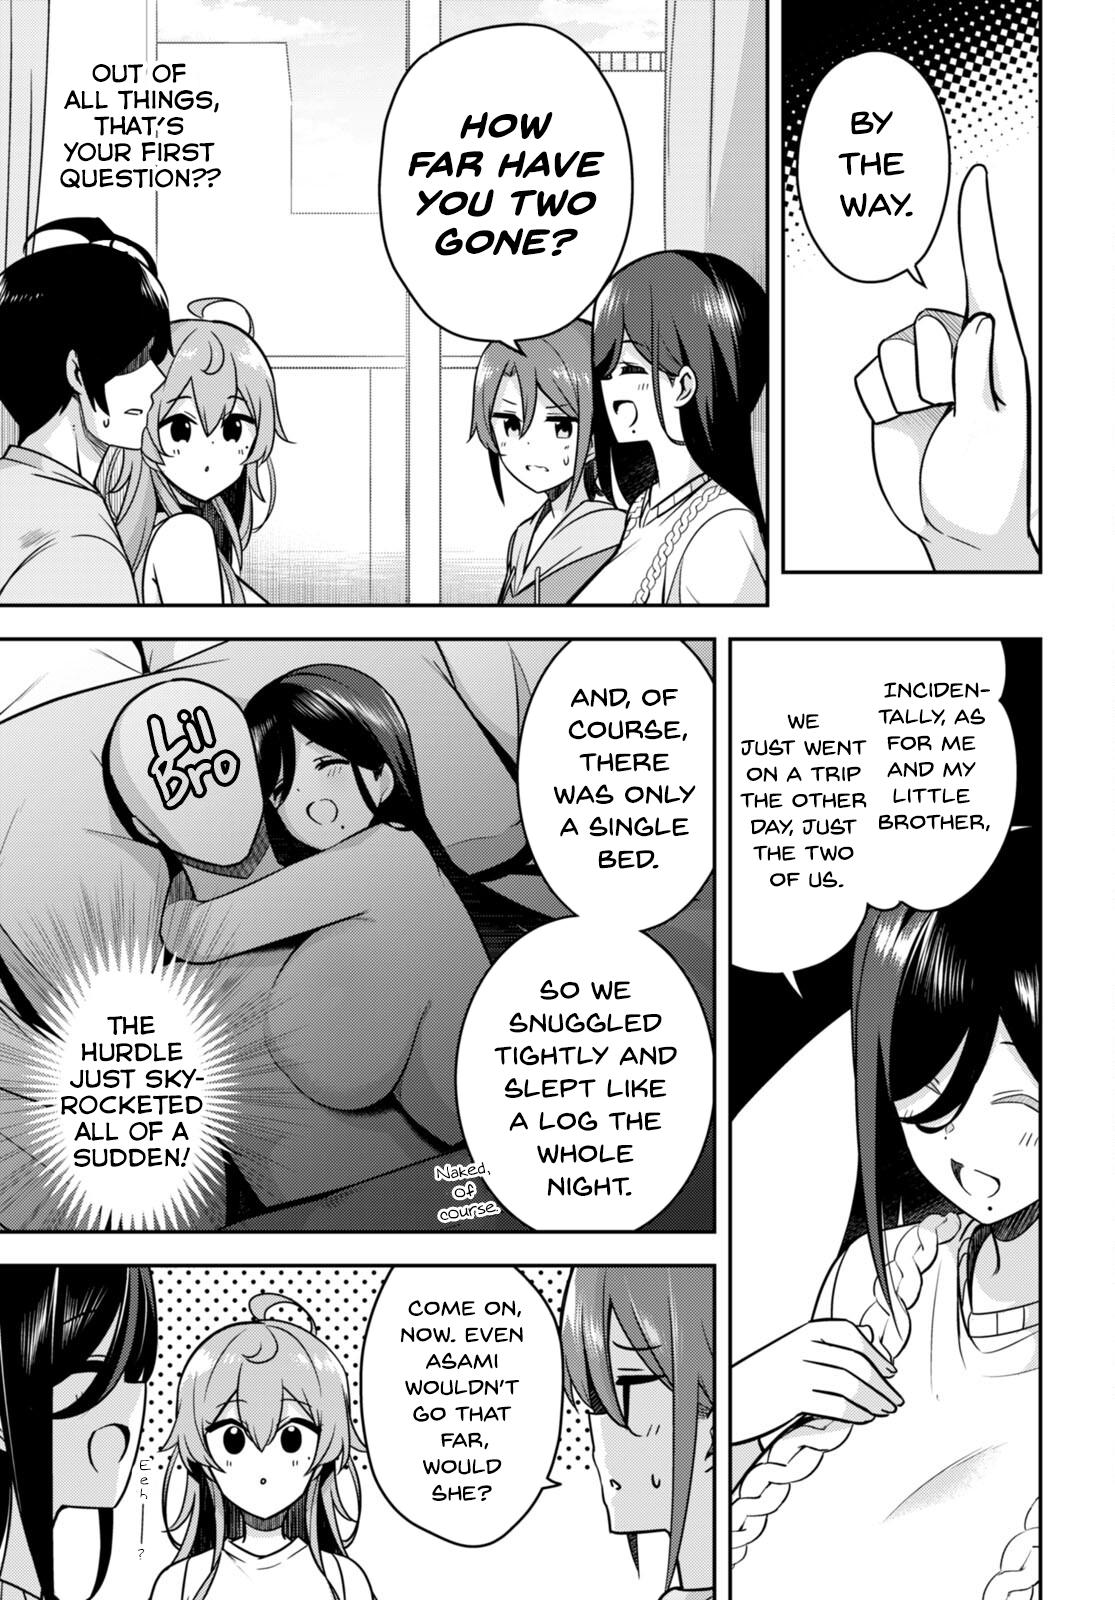 BY
THE
WAY.
HOW
FAR HAVE
YOU TWO
GONE?
OUT OF
ALL THINGS,
THAT'S
YOUR FIRST
QUESTION??
INCIDEN-
TALLY, AS
FOR ME
AND MY
LITTLE
BROTHER,
WE
JUST WENT
ON A TRIP
THE OTHER
DAY, JUST
THE TWO
OF US.
AND, OF
COURSE,
THERE
WAS ONLY
A SINGLE
BED.
Lil
Bro
SO WE
SNUGGLED
TIGHTLY AND
SLEPT LIKE
A LOG THE
WHOLE
NIGHT.
Naked,
of
course.
THE
HURDLE
JUST SKY-
ROCKETED
ALL OF A
SUDDEN!
COME ON,
NOW. EVEN
ASAMI
WOULDN'T
GO THAT
FAR,
WOULD
SHE?
Eeh—?